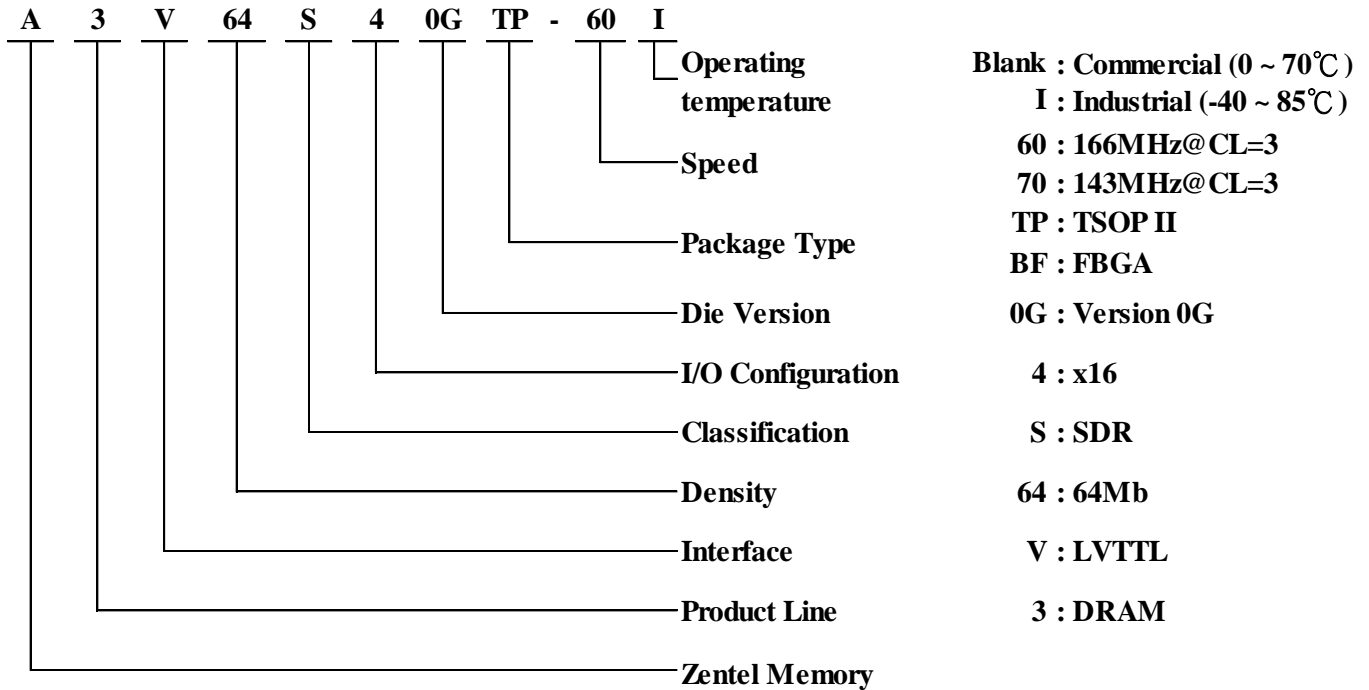 A 3 V 64 S 4 0G TP - 60 I
Operating Blank : Commercial (0 ~ 70℃)
temperature I : Industrial (-40 ~ 85℃)
60 : 166MHz@CL=3
Speed
70 : 143MHz@CL=3
TP : TSOP II
Package Type
BF : FBGA
Die Version 0G : Version 0G
I/O Configuration 4 : x16
Classification S : SDR
Density 64 : 64Mb
Interface V : LVTTL
Product Line 3 : DRAM
Zentel Memory